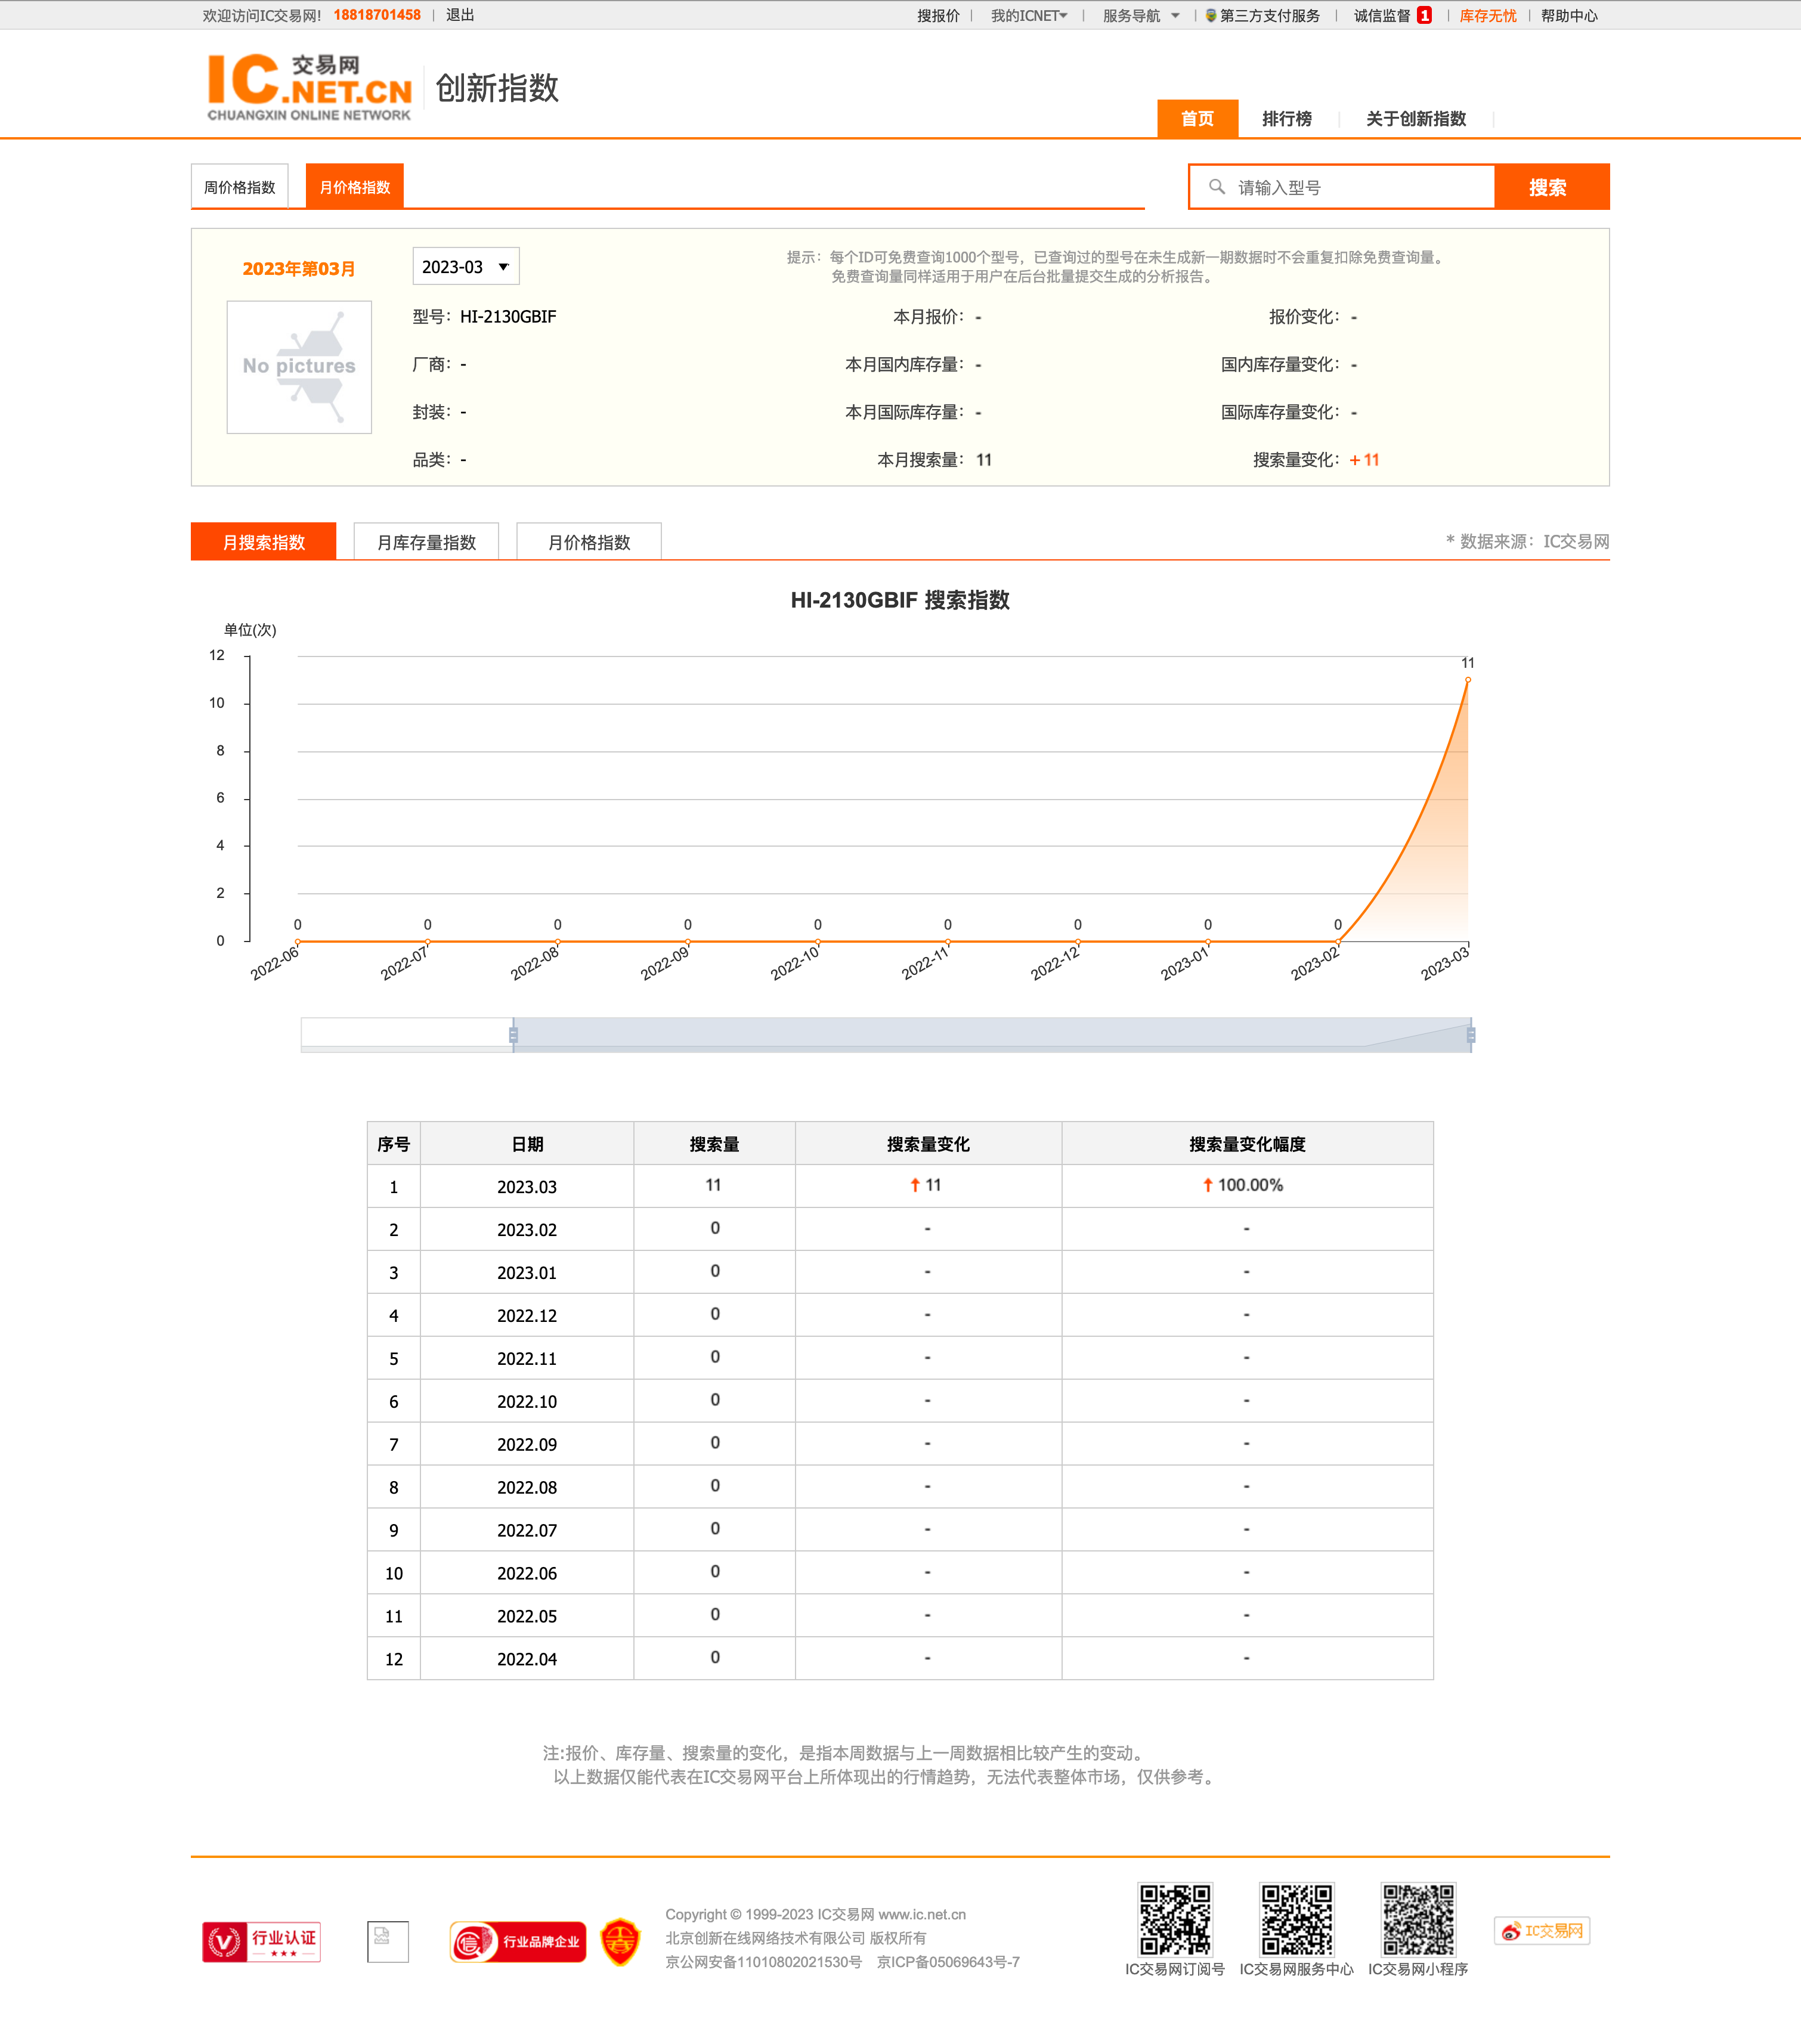 欢迎访问IC交易网! 18818701458 | 退出
搜报价 | 我的ICNET | 服务导航 | 第三方支付服务 | 诚信监督 1 | 库存无忧 | 帮助中心
IC交易网
.NET.CN
CHUANGXIN ONLINE NETWORK
创新指数
首页 排行榜 关于创新指数
周价格指数 月价格指数
请输入型号 搜索
2023年第03月 2023-03
提示：每个ID可免费查询1000个型号，已查询过的型号在未生成新一期数据时不会重复扣除免费查询量。
免费查询量同样适用于用户在后台批量提交生成的分析报告。
No pictures
型号：HI-2130GBIF 本月报价：- 报价变化：-
厂商：- 本月国内库存量：- 国内库存量变化：-
封装：- 本月国际库存量：- 国际库存量变化：-
品类：- 本月搜索量：11 搜索量变化：+11
月搜索指数 月库存量指数 月价格指数 * 数据来源：IC交易网
HI-2130GBIF 搜索指数
单位(次)
12
11
10
8
6
4
2
0 0 0 0 0 0 0 0 0
0
2022-06 2022-07 2022-08 2022-09 2022-10 2022-11 2022-12 2023-01 2023-02 2023-03
序号 日期 搜索量 搜索量变化 搜索量变化幅度
1 2023.03 11 ↑ 11 ↑ 100.00%
2 2023.02 0 - -
3 2023.01 0 - -
4 2022.12 0 - -
5 2022.11 0 - -
6 2022.10 0 - -
7 2022.09 0 - -
8 2022.08 0 - -
9 2022.07 0 - -
10 2022.06 0 - -
11 2022.05 0 - -
12 2022.04 0 - -
注:报价、库存量、搜索量的变化，是指本周数据与上一周数据相比较产生的变动。
以上数据仅能代表在IC交易网平台上所体现出的行情趋势，无法代表整体市场，仅供参考。
行业认证
信 行业品牌企业
Copyright © 1999-2023 IC交易网 www.ic.net.cn
北京创新在线网络技术有限公司 版权所有
京公网安备11010802021530号 京ICP备05069643号-7
IC交易网订阅号 IC交易网服务中心 IC交易网小程序
IC交易网